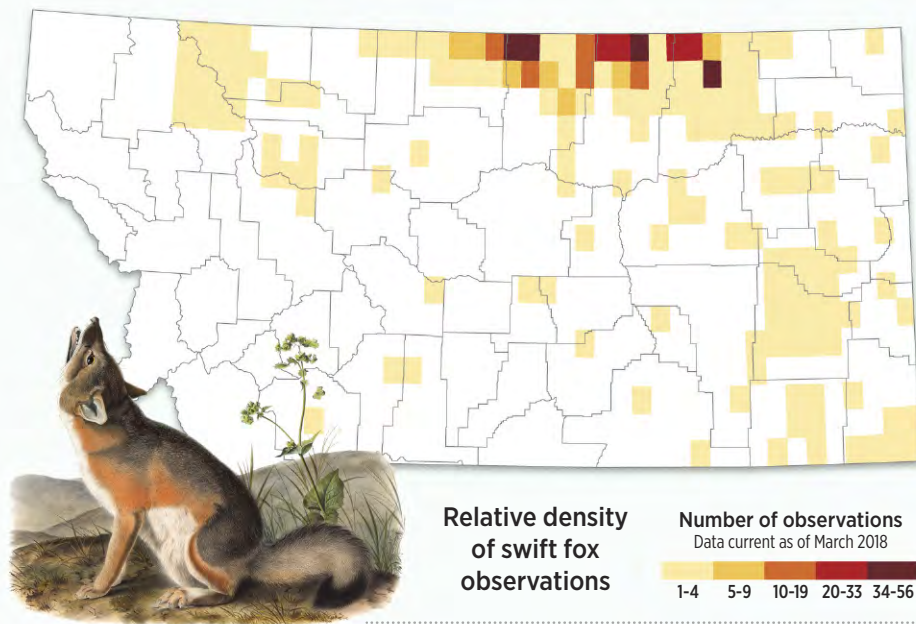 Relative density
of swift fox
observations
Number of observations
Data current as of March 2018
1-4 5-9 10-19 20-33 34-56